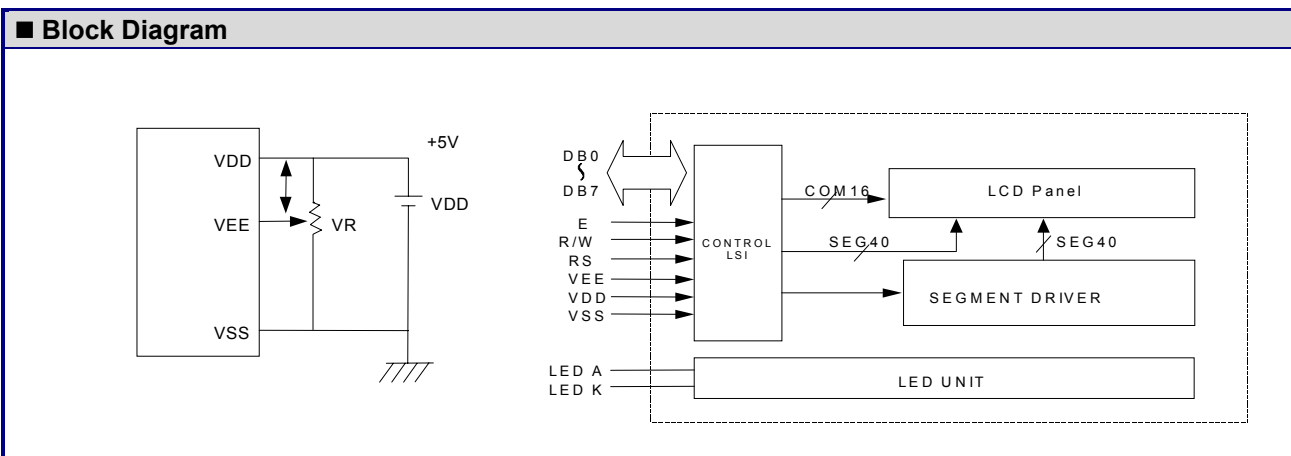 ■ Block Diagram
+5V
VDD
VEE
VR
VDD
VSS
DB0
DB7
E
R/W
RS
VEE
VDD
VSS
CONTROL
LSI
COM16
LCD Panel
SEG40
SEG40
SEGMENT DRIVER
LED A
LED K
LED UNIT